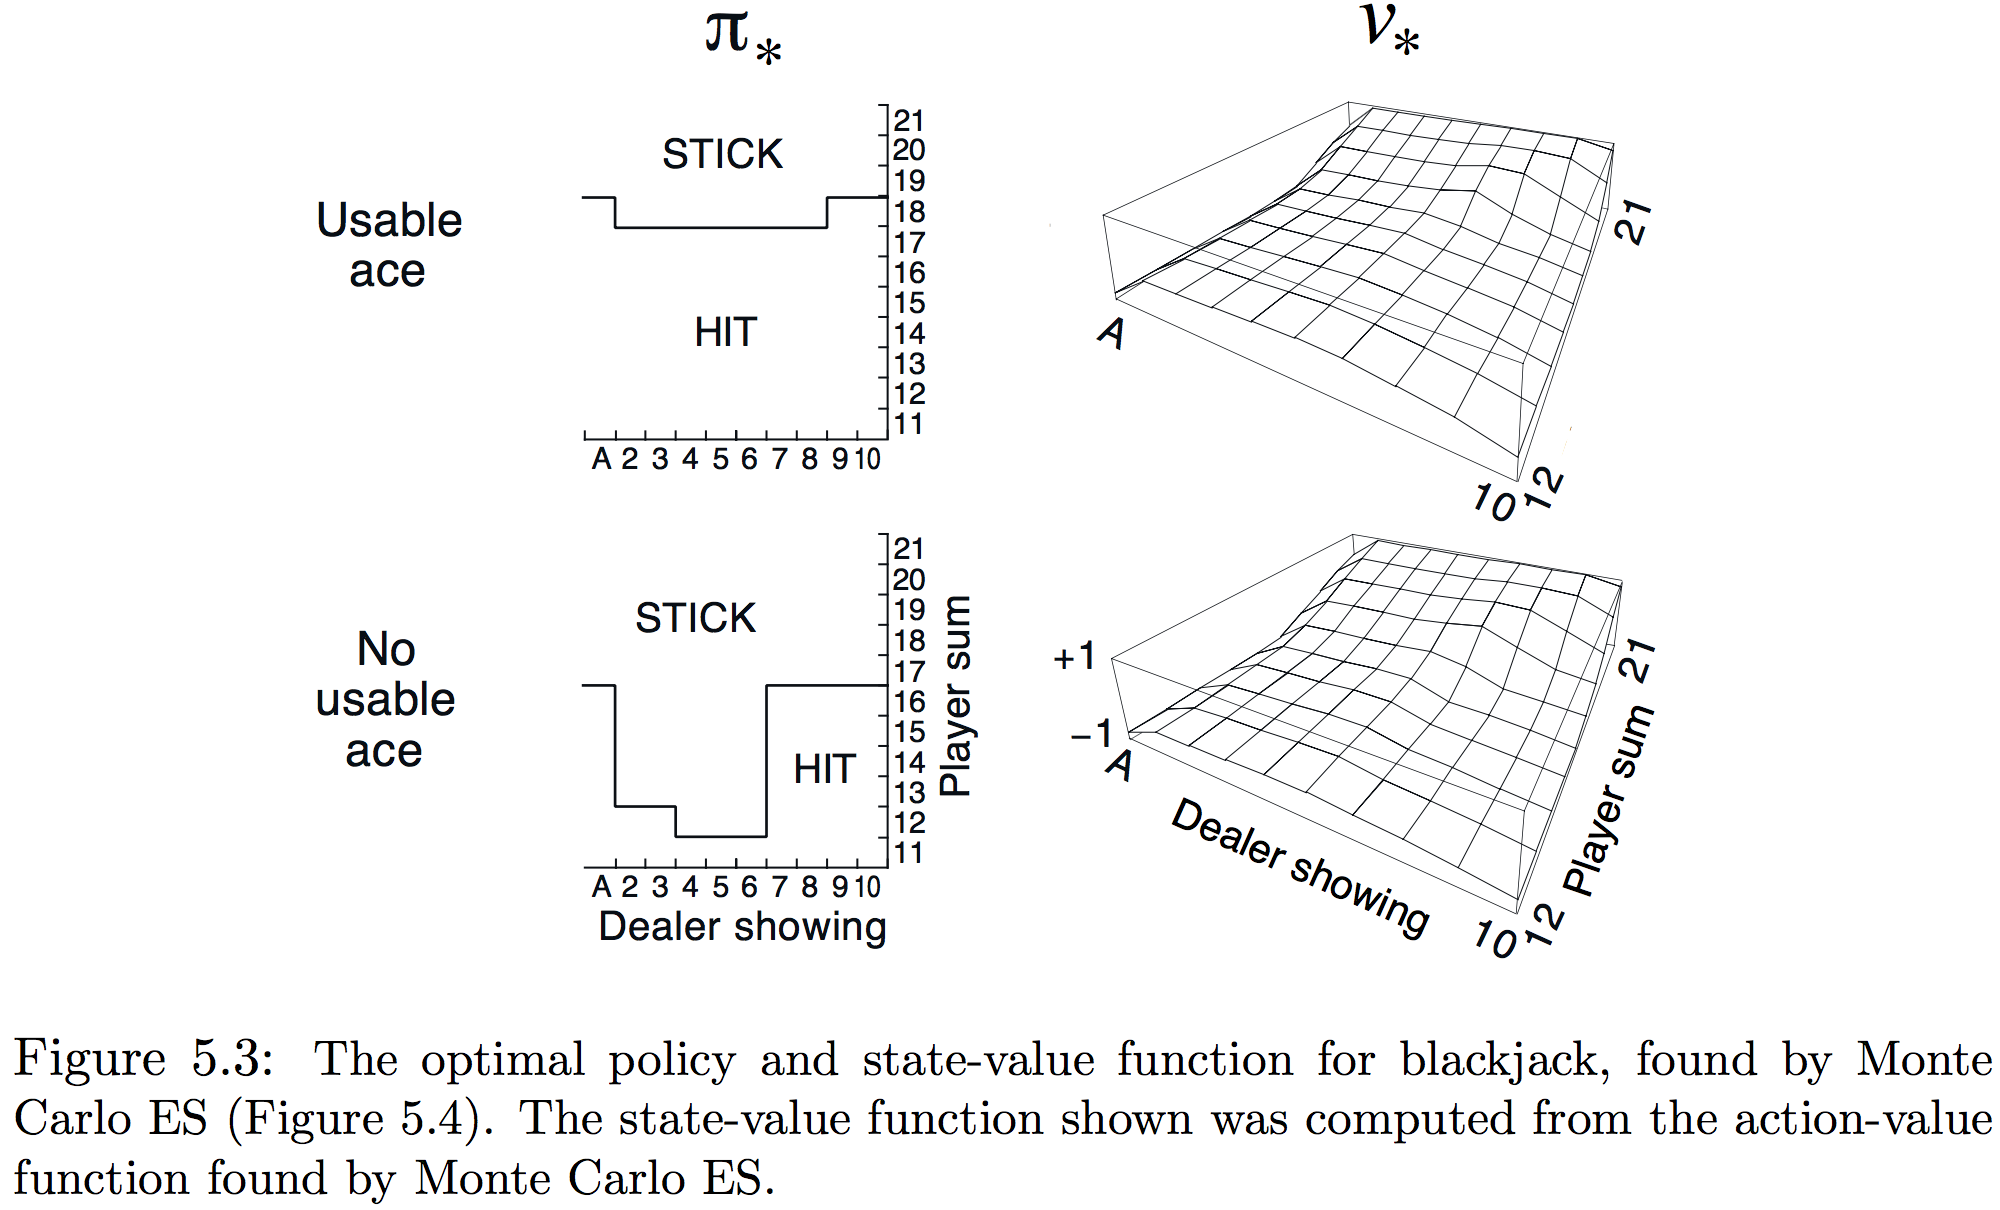 π* v*
Usable
ace
STICK
HIT
21
20
19
18
17
16
15
14
13
12
11
A 2 3 4 5 6 7 8 9 10
A
10
12
21
No
usable
ace
STICK
HIT
21
20
19
18
17
16
15
14
13
12
11
Player sum
A 2 3 4 5 6 7 8 9 10
Dealer showing
+1
−1
A
Dealer showing
10
12
Player sum
21
Figure 5.3: The optimal policy and state-value function for blackjack, found by Monte
Carlo ES (Figure 5.4). The state-value function shown was computed from the action-value
function found by Monte Carlo ES.